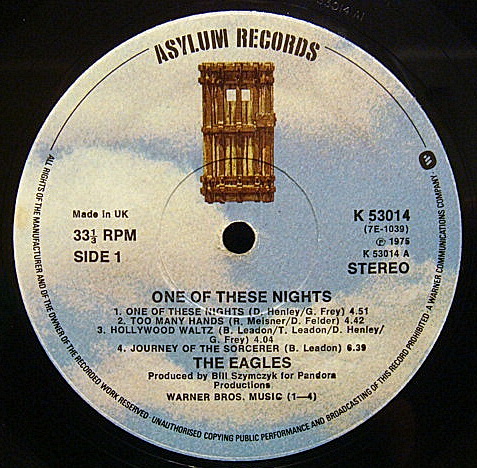 ASYLUM RECORDS
Made in UK
33⅓ RPM
SIDE 1
K 53014
(7E-1039)
℗ 1975
K 53014 A
STEREO
ONE OF THESE NIGHTS
1. ONE OF THESE NIGHTS (D. Henley/G. Frey) 4.51
2. TOO MANY HANDS (R. Meisner/D. Felder) 4.42
3. HOLLYWOOD WALTZ (B. Leadon/T. Leadon/D. Henley/
G. Frey) 4.04
4. JOURNEY OF THE SORCERER (B. Leadon) 6.39
THE EAGLES
Produced by Bill Szymczyk for Pandora
Productions
WARNER BROS. MUSIC (1—4)
ALL RIGHTS OF THE MANUFACTURER AND OF THE OWNER OF THE RECORDED WORK RESERVED · UNAUTHORISED COPYING PUBLIC PERFORMANCE AND BROADCASTING OF THIS RECORD PROHIBITED · A WARNER COMMUNICATIONS COMPANY ·